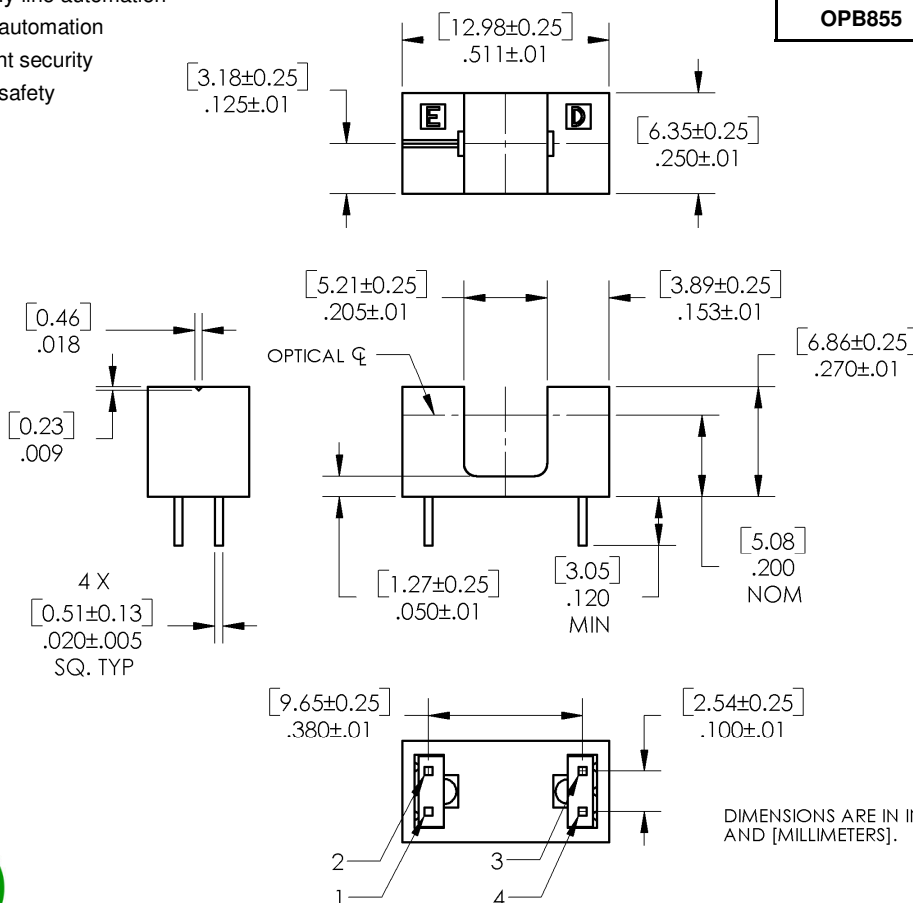 automation
OPB855
automation
security
safety
[12.98±0.25]
.511±.01
[3.18±0.25]
.125±.01
E
D
[6.35±0.25]
.250±.01
[5.21±0.25]
.205±.01
[3.89±0.25]
.153±.01
[0.46]
.018
OPTICAL ℄
[6.86±0.25]
.270±.01
[0.23]
.009
[5.08]
.200
NOM
[1.27±0.25]
.050±.01
[3.05]
.120
MIN
4 X
[0.51±0.13]
.020±.005
SQ. TYP
[9.65±0.25]
.380±.01
[2.54±0.25]
.100±.01
DIMENSIONS ARE IN
AND [MILLIMETERS].
2
3
1
4